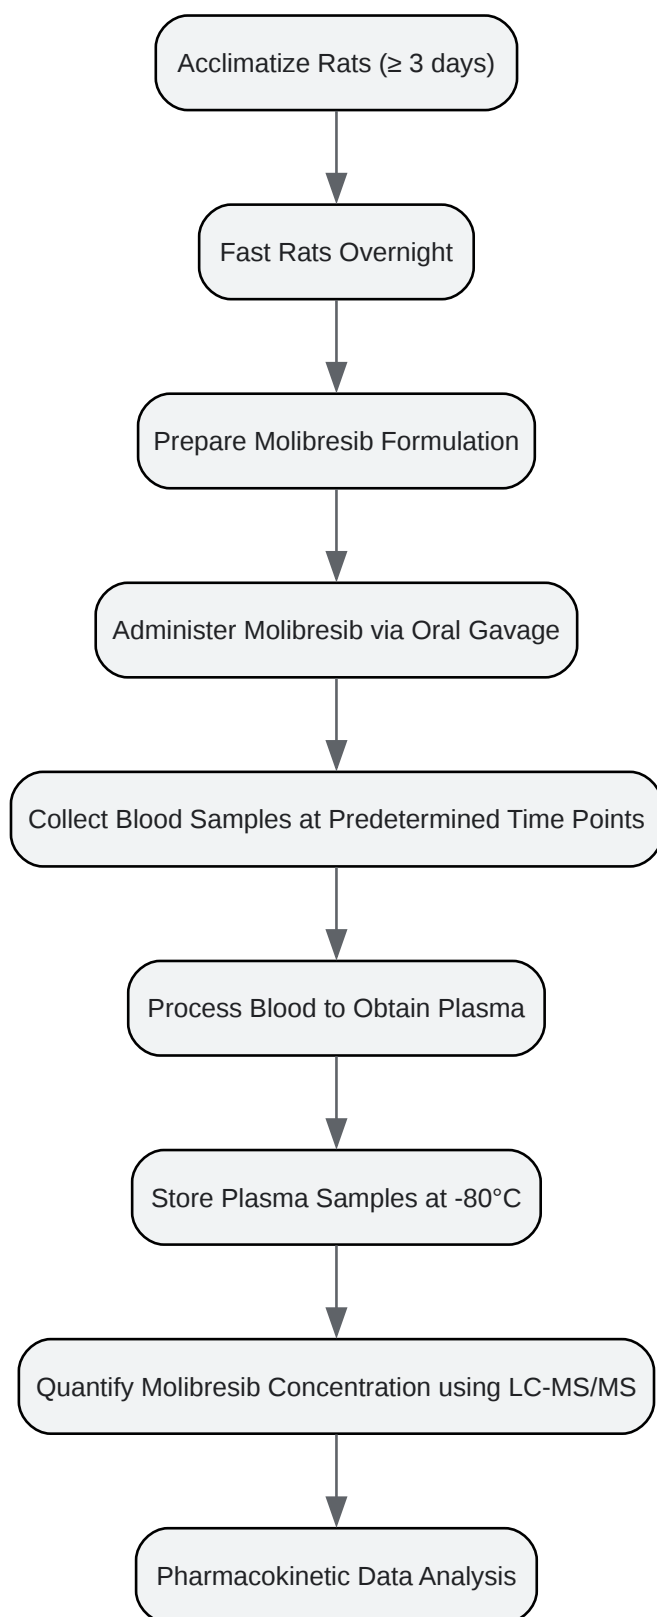 Acclimatize Rats (≥ 3 days)
Fast Rats Overnight
Prepare Molibresib Formulation
Administer Molibresib via Oral Gavage
Collect Blood Samples at Predetermined Time Points
Process Blood to Obtain Plasma
Store Plasma Samples at -80°C
Quantify Molibresib Concentration using LC-MS/MS
Pharmacokinetic Data Analysis